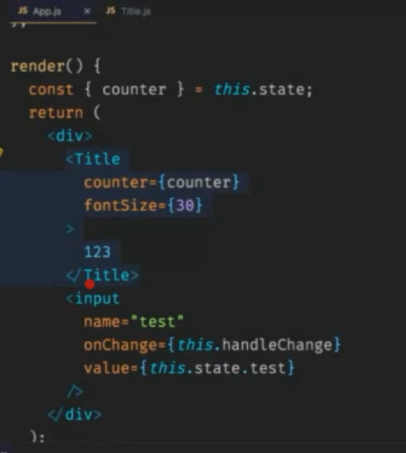 JS App.js × JS Title.js
render() {
const { counter } = this.state;
return (
<div>
<Title
counter={counter}
fontSize={30}
>
123
</Title>
<input
name="test"
onChange={this.handleChange}
value={this.state.test}
/>
</div>
);